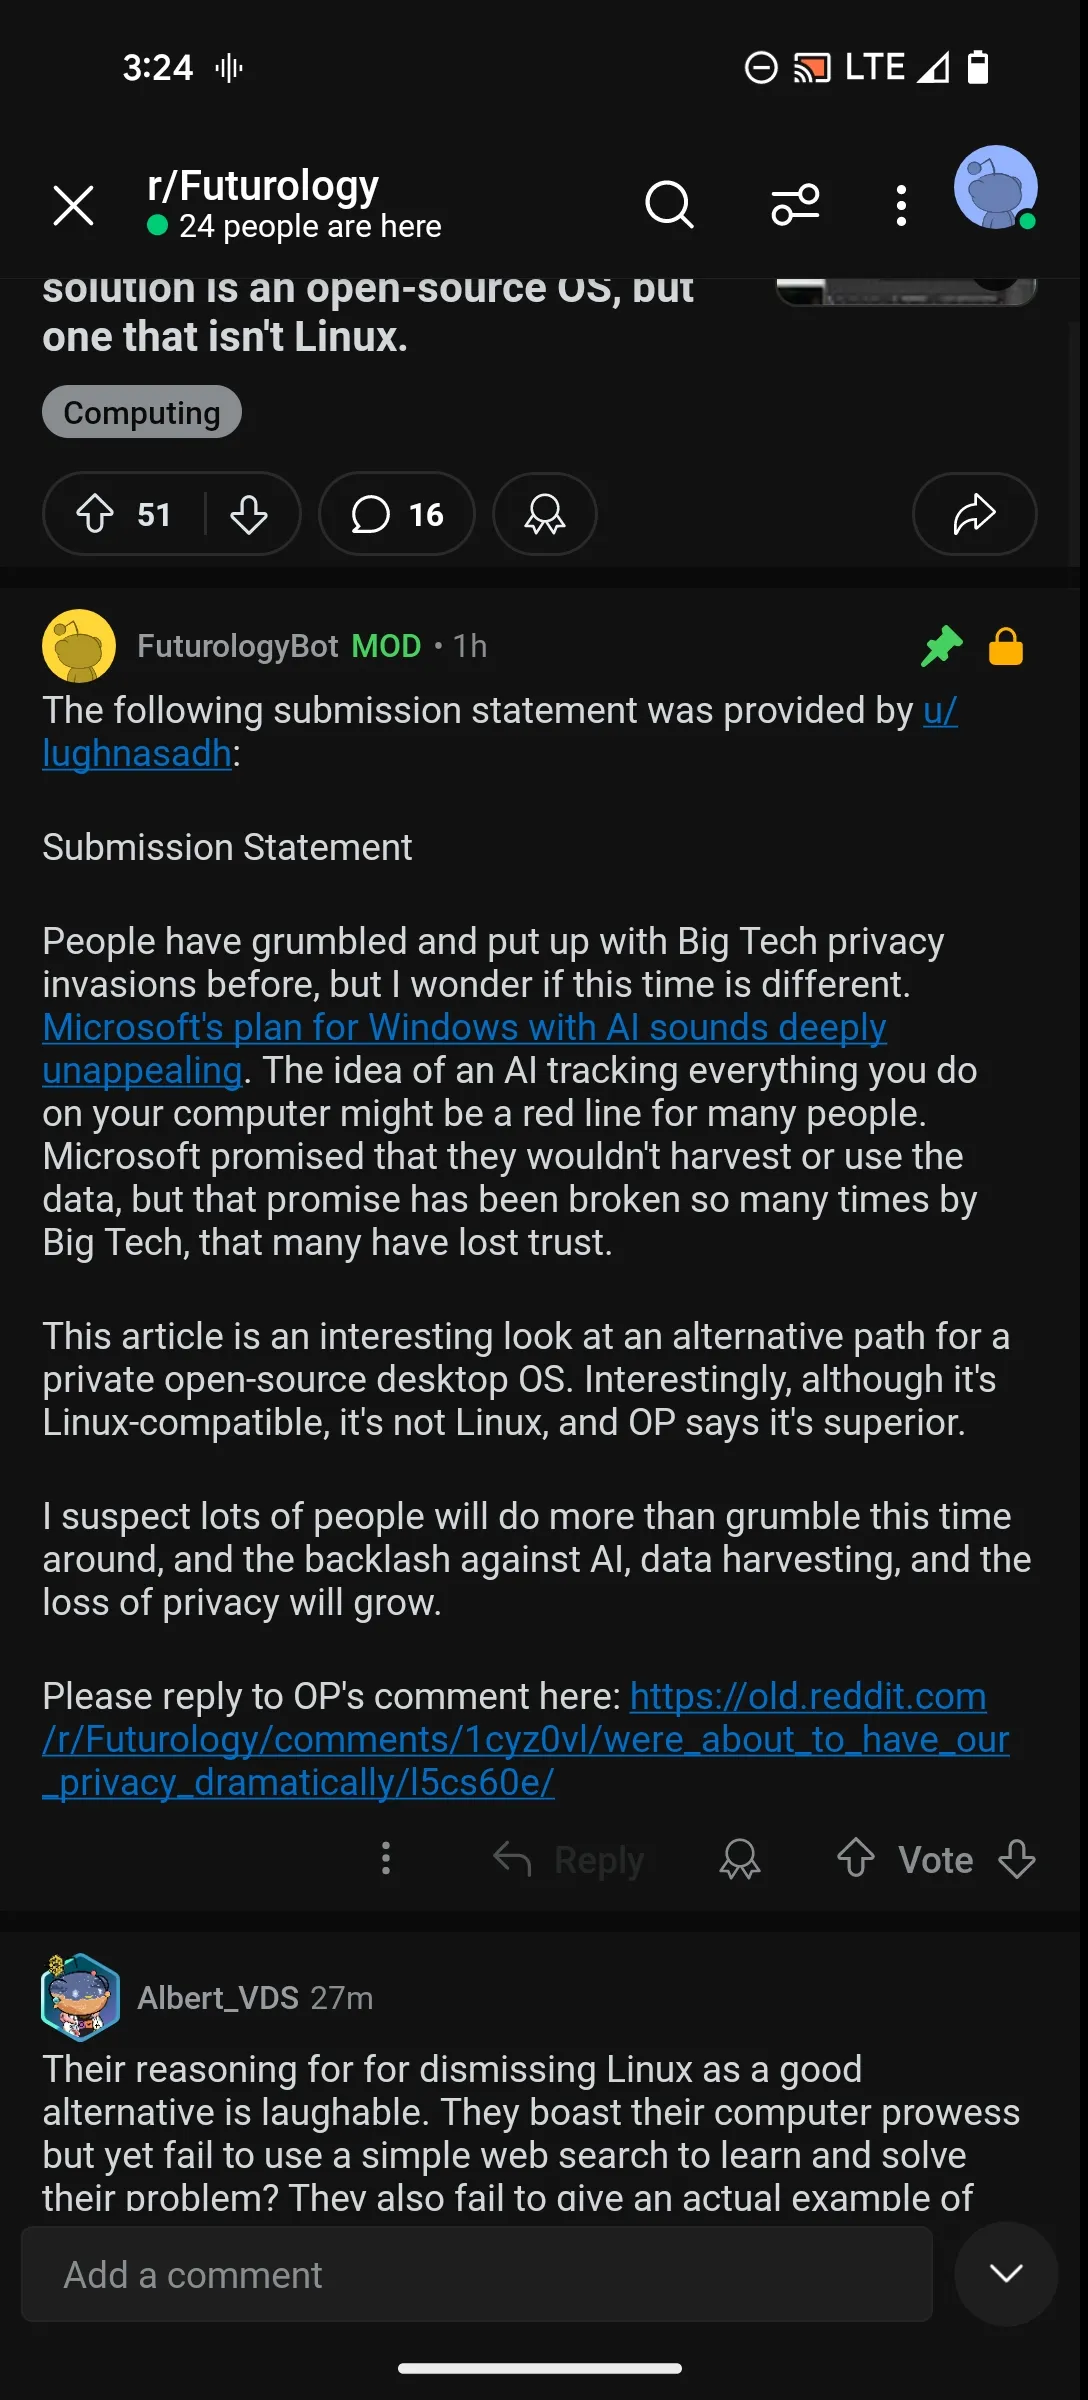 3:24
LTE
r/Futurology
24 people are here
solution is an open-source OS, but
one that isn't Linux.
Computing
51
16
FuturologyBot MOD • 1h
The following submission statement was provided by u/
lughnasadh:
Submission Statement
People have grumbled and put up with Big Tech privacy
invasions before, but I wonder if this time is different.
Microsoft's plan for Windows with AI sounds deeply
unappealing. The idea of an AI tracking everything you do
on your computer might be a red line for many people.
Microsoft promised that they wouldn't harvest or use the
data, but that promise has been broken so many times by
Big Tech, that many have lost trust.
This article is an interesting look at an alternative path for a
private open-source desktop OS. Interestingly, although it's
Linux-compatible, it's not Linux, and OP says it's superior.
I suspect lots of people will do more than grumble this time
around, and the backlash against AI, data harvesting, and the
loss of privacy will grow.
Please reply to OP's comment here: https://old.reddit.com
/r/Futurology/comments/1cyz0vl/were_about_to_have_our
_privacy_dramatically/l5cs60e/
Reply
Vote
Albert_VDS 27m
Their reasoning for for dismissing Linux as a good
alternative is laughable. They boast their computer prowess
but yet fail to use a simple web search to learn and solve
their problem? They also fail to give an actual example of
Add a comment